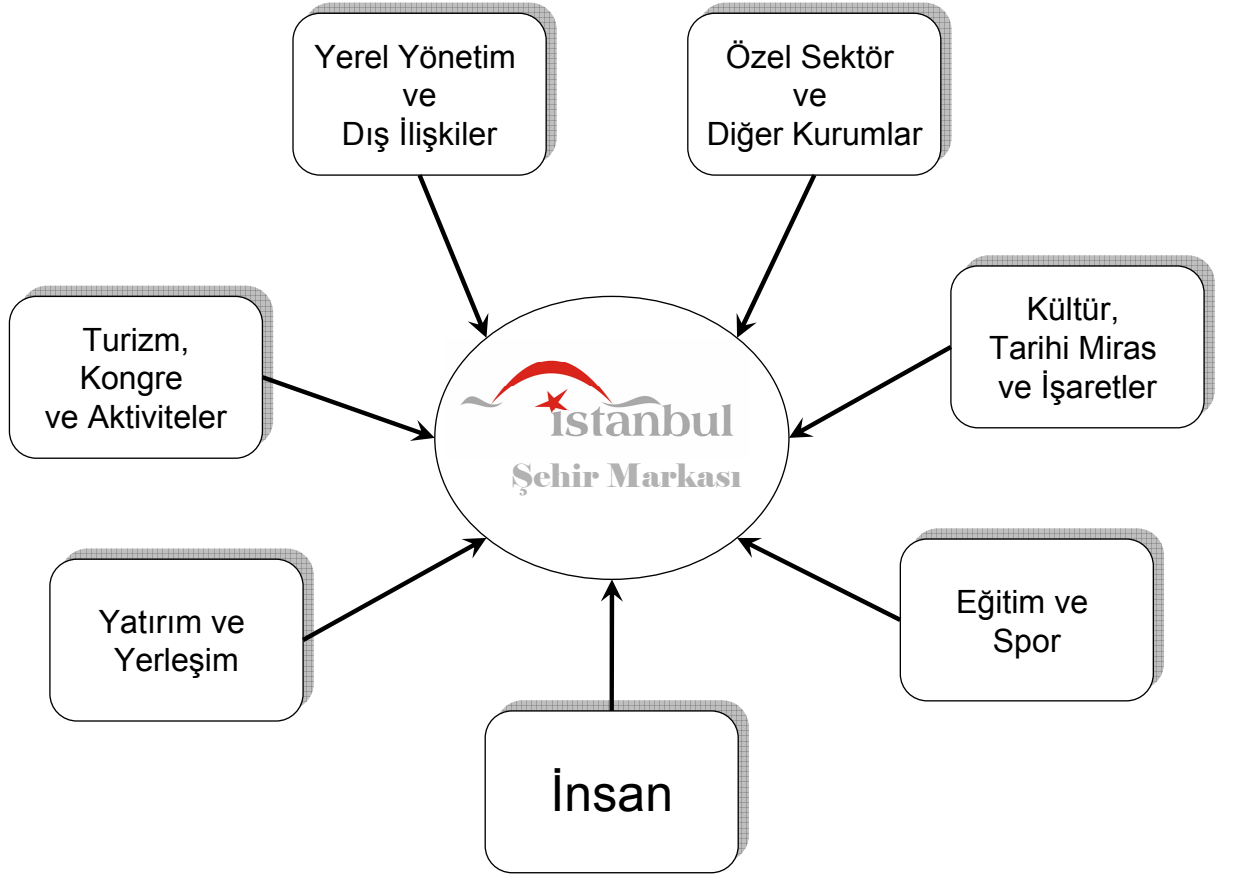 Yerel Yönetim
ve
Dış İlişkiler
Özel Sektör
ve
Diğer Kurumlar
Turizm,
Kongre
ve Aktiviteler
Kültür,
Tarihi Miras
ve İşaretler
istanbul
Şehir Markası
Yatırım ve
Yerleşim
Eğitim ve
Spor
İnsan